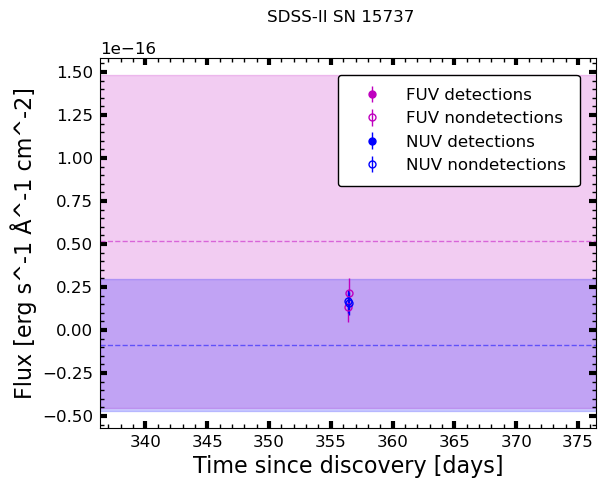 SDSS-II SN 15737
1e−16
1.50
1.25
1.00
0.75
0.50
0.25
0.00
−0.25
−0.50
Flux [erg s^-1 Å^-1 cm^-2]
FUV detections
FUV nondetections
NUV detections
NUV nondetections
340 345 350 355 360 365 370 375
Time since discovery [days]